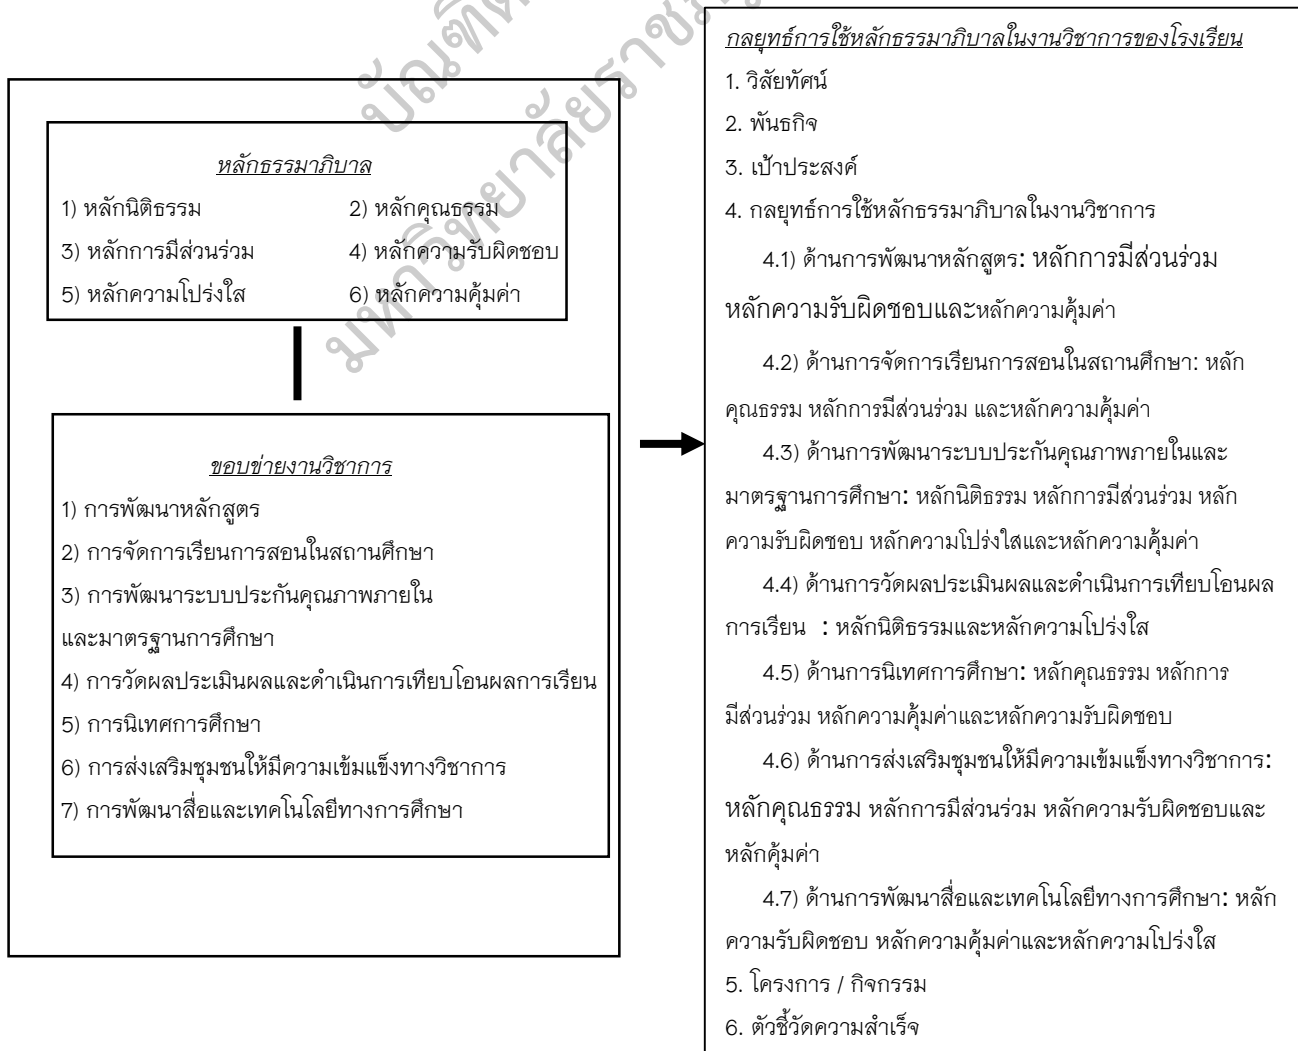 บัณฑิต
มหาวิทยาลัยราชภ
หลักธรรมาภิบาล
1) หลักนิติธรรม 2) หลักคุณธรรม
3) หลักการมีส่วนร่วม 4) หลักความรับผิดชอบ
5) หลักความโปร่งใส 6) หลักความคุ้มค่า
ขอบข่ายงานวิชาการ
1) การพัฒนาหลักสูตร
2) การจัดการเรียนการสอนในสถานศึกษา
3) การพัฒนาระบบประกันคุณภาพภายใน
และมาตรฐานการศึกษา
4) การวัดผลประเมินผลและดำเนินการเทียบโอนผลการเรียน
5) การนิเทศการศึกษา
6) การส่งเสริมชุมชนให้มีความเข้มแข็งทางวิชาการ
7) การพัฒนาสื่อและเทคโนโลยีทางการศึกษา
กลยุทธ์การใช้หลักธรรมาภิบาลในงานวิชาการของโรงเรียน
1. วิสัยทัศน์
2. พันธกิจ
3. เป้าประสงค์
4. กลยุทธ์การใช้หลักธรรมาภิบาลในงานวิชาการ
4.1) ด้านการพัฒนาหลักสูตร: หลักการมีส่วนร่วม
หลักความรับผิดชอบและหลักความคุ้มค่า
4.2) ด้านการจัดการเรียนการสอนในสถานศึกษา: หลัก
คุณธรรม หลักการมีส่วนร่วม และหลักความคุ้มค่า
4.3) ด้านการพัฒนาระบบประกันคุณภาพภายในและ
มาตรฐานการศึกษา: หลักนิติธรรม หลักการมีส่วนร่วม หลัก
ความรับผิดชอบ หลักความโปร่งใสและหลักความคุ้มค่า
4.4) ด้านการวัดผลประเมินผลและดำเนินการเทียบโอนผล
การเรียน : หลักนิติธรรมและหลักความโปร่งใส
4.5) ด้านการนิเทศการศึกษา: หลักคุณธรรม หลักการ
มีส่วนร่วม หลักความคุ้มค่าและหลักความรับผิดชอบ
4.6) ด้านการส่งเสริมชุมชนให้มีความเข้มแข็งทางวิชาการ:
หลักคุณธรรม หลักการมีส่วนร่วม หลักความรับผิดชอบและ
หลักคุ้มค่า
4.7) ด้านการพัฒนาสื่อและเทคโนโลยีทางการศึกษา: หลัก
ความรับผิดชอบ หลักความคุ้มค่าและหลักความโปร่งใส
5. โครงการ / กิจกรรม
6. ตัวชี้วัดความสำเร็จ